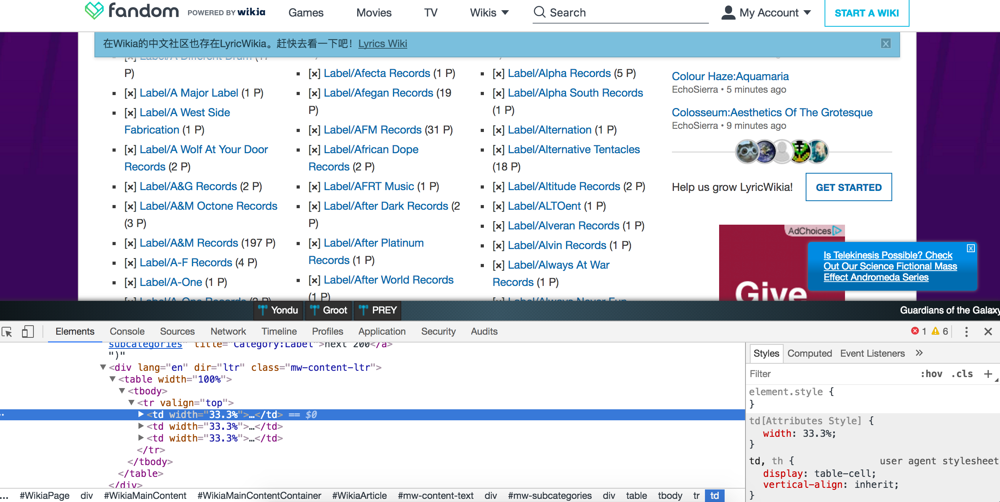 fandom POWERED BY wikia Games Movies TV Wikis Search My Account START A WIKI
在Wikia的中文社区也存在LyricWikia。赶快去看一下吧！ Lyrics Wiki X
[×] Label/A Different Drum (17
P)
[×] Label/A Major Label (1 P)
[×] Label/A West Side
Fabrication (1 P)
[×] Label/A Wolf At Your Door
Records (2 P)
[×] Label/A&G Records (2 P)
[×] Label/A&M Octone Records
(3 P)
[×] Label/A&M Records (197 P)
[×] Label/A-F Records (4 P)
[×] Label/A-One (1 P)
[×] Label/A-One Records (2 P)
[×] Label/Afecta Records (1 P)
[×] Label/Afegan Records (19
P)
[×] Label/AFM Records (31 P)
[×] Label/African Dope
Records (2 P)
[×] Label/AFRT Music (1 P)
[×] Label/After Dark Records (2
P)
[×] Label/After Platinum
Records (1 P)
[×] Label/After World Records
(1 P)
[×] Label/Alpha Records (5 P)
[×] Label/Alpha South Records
(1 P)
[×] Label/Alternation (1 P)
[×] Label/Alternative Tentacles
(18 P)
[×] Label/Altitude Records (2 P)
[×] Label/ALTOent (1 P)
[×] Label/Alveran Records (1 P)
[×] Label/Alvin Records (1 P)
[×] Label/Always At War
Records (1 P)
[×] Label/Always Never Fun
Colour Haze:Aquamaria
EchoSierra • 5 minutes ago
Colosseum:Aesthetics Of The Grotesque
EchoSierra • 9 minutes ago
Help us grow LyricWikia! GET STARTED
AdChoices
Give
Is Telekinesis Possible? Check
Out Our Science Fictional Mass
Effect Andromeda Series
Yondu Groot PREY Guardians of the Galaxy
Elements Console Sources Network Timeline Profiles Application Security Audits 1 6
subcategories" title="Category:Label">next 200</a>
")"
<div lang="en" dir="ltr" class="mw-content-ltr">
<table width="100%">
<tbody>
<tr valign="top">
<td width="33.3%">…</td> == $0
<td width="33.3%">…</td>
<td width="33.3%">…</td>
</tr>
</tbody>
</table>
</div>
Styles Computed Event Listeners »
Filter :hov .cls +
element.style {
}
td[Attributes Style] {
width: 33.3%;
}
td, th { user agent stylesheet
display: table-cell;
vertical-align: inherit;
}
... #WikiaPage div #WikiaMainContent #WikiaMainContentContainer #WikiaArticle #mw-content-text div #mw-subcategories div table tbody tr td